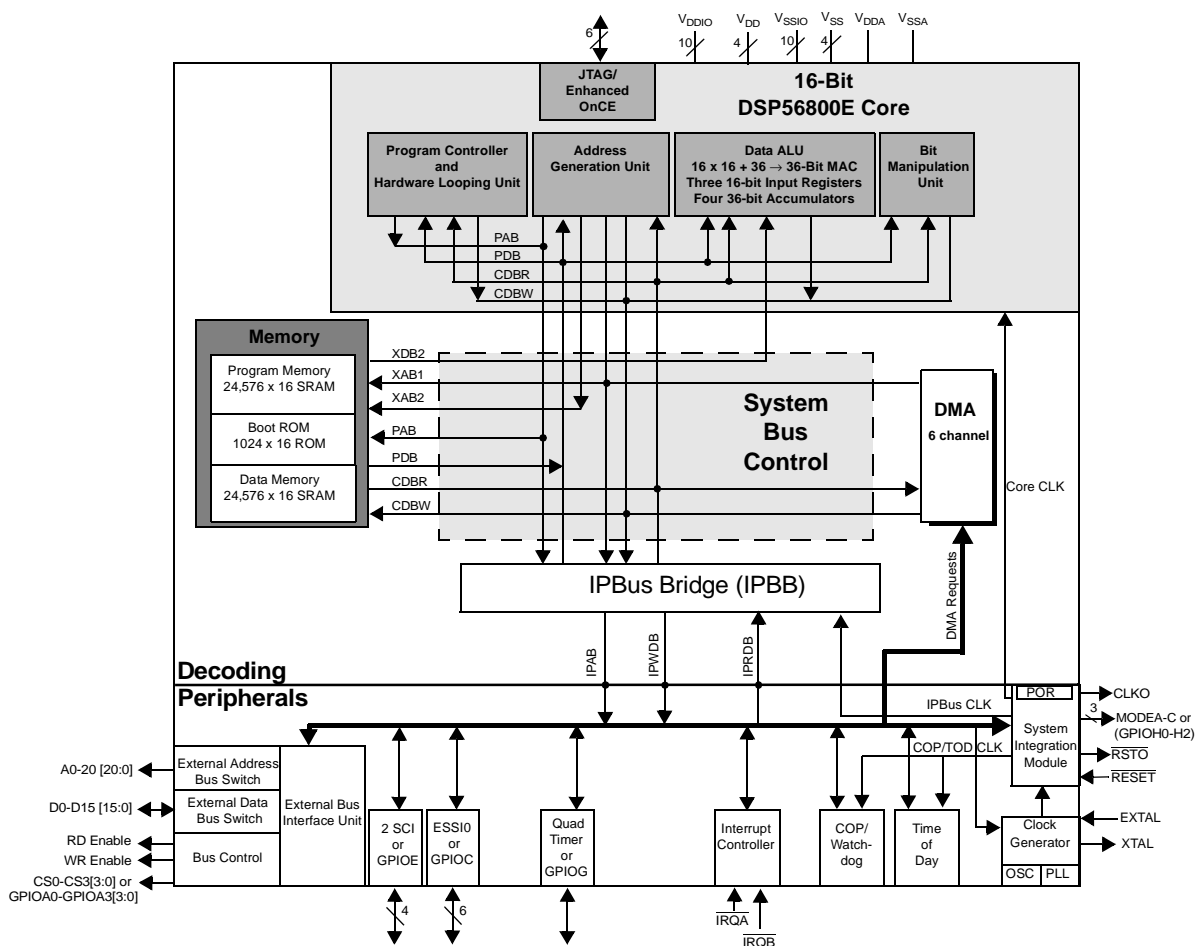 6
V_DDIO
V_DD
V_SSIO
V_SS
V_DDA
V_SSA
10
4
10
4
JTAG/
Enhanced
OnCE
16-Bit
DSP56800E Core
Program Controller
and
Hardware Looping Unit
Address
Generation Unit
Data ALU
16 x 16 + 36 → 36-Bit MAC
Three 16-bit Input Registers
Four 36-bit Accumulators
Bit
Manipulation
Unit
PAB
PDB
CDBR
CDBW
Memory
Program Memory
24,576 x 16 SRAM
Boot ROM
1024 x 16 ROM
Data Memory
24,576 x 16 SRAM
XDB2
XAB1
XAB2
PAB
PDB
CDBR
CDBW
System
Bus
Control
DMA
6 channel
Core CLK
IPBus Bridge (IPBB)
DMA Requests
IPAB
IPWDB
IPRDB
Decoding
Peripherals
IPBus CLK
COP/TOD CLK
POR
System
Integration
Module
CLKO
3
MODEA-C or
(GPIOH0-H2)
RSTO
RESET
A0-20 [20:0]
D0-D15 [15:0]
RD Enable
WR Enable
CS0-CS3[3:0] or
GPIOA0-GPIOA3[3:0]
External Address
Bus Switch
External Data
Bus Switch
Bus Control
External Bus
Interface Unit
2 SCI
or
GPIOE
ESSI0
or
GPIOC
Quad
Timer
or
GPIOG
Interrupt
Controller
COP/
Watch-
dog
Time
of
Day
Clock
Generator
OSC
PLL
EXTAL
XTAL
4
6
IRQA
IRQB